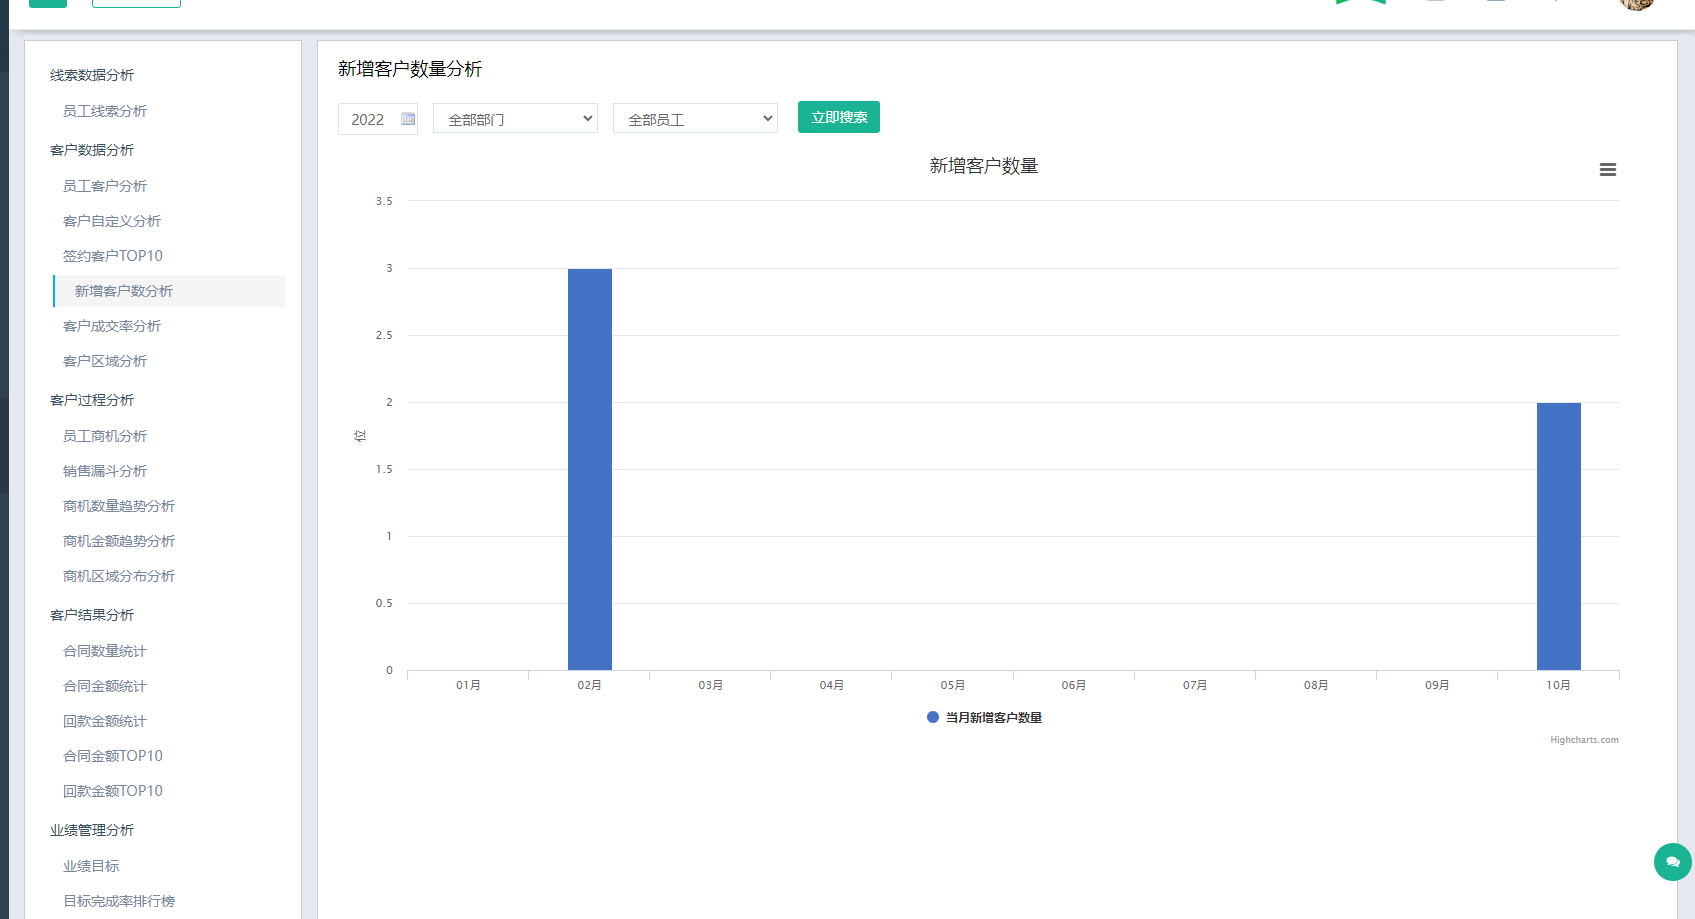 线索数据分析
员工线索分析
客户数据分析
员工客户分析
客户自定义分析
签约客户TOP10
新增客户数分析
客户成交率分析
客户区域分析
客户过程分析
员工商机分析
销售漏斗分析
商机数量趋势分析
商机金额趋势分析
商机区域分布分析
客户结果分析
合同数量统计
合同金额统计
回款金额统计
合同金额TOP10
回款金额TOP10
业绩管理分析
业绩目标
目标完成率排行榜
新增客户数量分析
2022 全部部门 全部员工 立即搜索
新增客户数量
3.5
3
2.5
2
位
1.5
1
0.5
0
01月 02月 03月 04月 05月 06月 07月 08月 09月 10月
当月新增客户数量
Highcharts.com